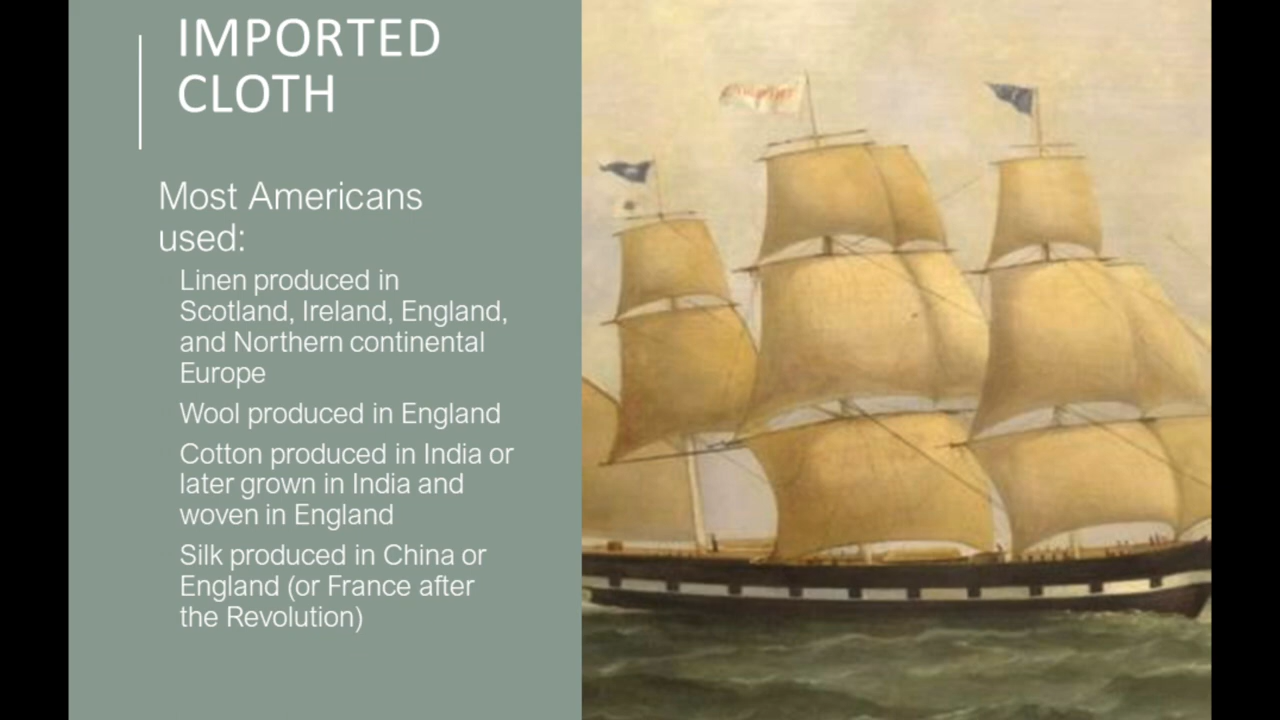 IMPORTED
CLOTH
Most Americans
used:
Linen produced in
Scotland, Ireland, England,
and Northern continental
Europe
Wool produced in England
Cotton produced in India or
later grown in India and
woven in England
Silk produced in China or
England (or France after
the Revolution)